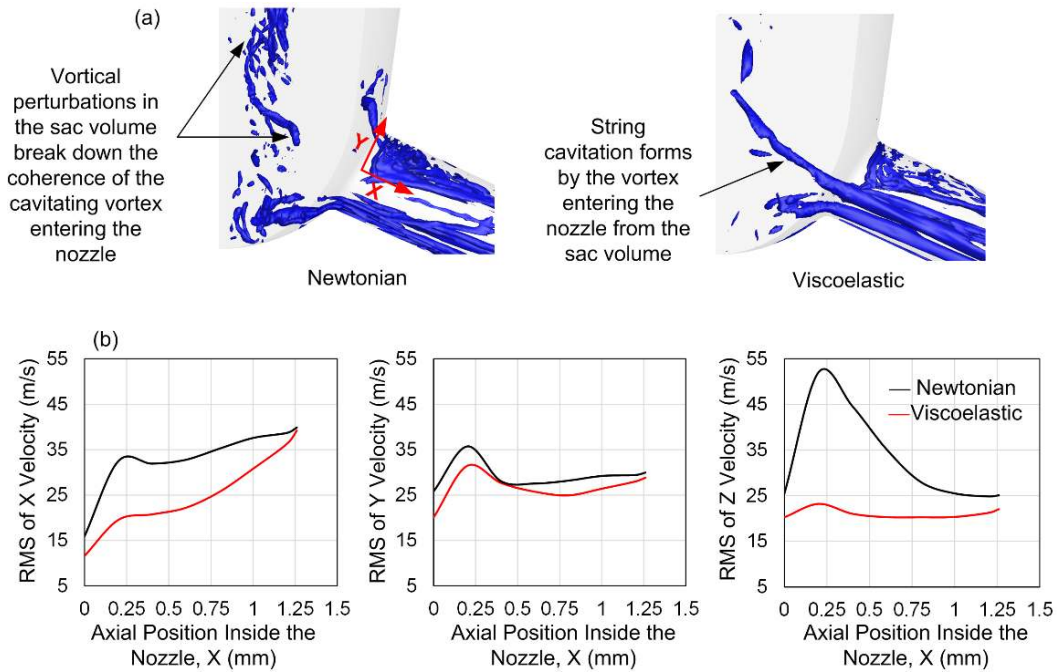 (a)
Vortical
perturbations in
the sac volume
break down the
coherence of the
cavitating vortex
entering the
nozzle
Y
X
Newtonian
String
cavitation forms
by the vortex
entering the
nozzle from the
sac volume
Viscoelastic
(b)
RMS of X Velocity (m/s)
55
45
35
25
15
5
0 0.25 0.5 0.75 1 1.25 1.5
Axial Position Inside the
Nozzle, X (mm)
RMS of Y Velocity (m/s)
55
45
35
25
15
5
0 0.25 0.5 0.75 1 1.25 1.5
Axial Position Inside the
Nozzle, X (mm)
RMS of Z Velocity (m/s)
55
45
35
25
15
5
Newtonian
Viscoelastic
0 0.25 0.5 0.75 1 1.25 1.5
Axial Position Inside the
Nozzle, X (mm)